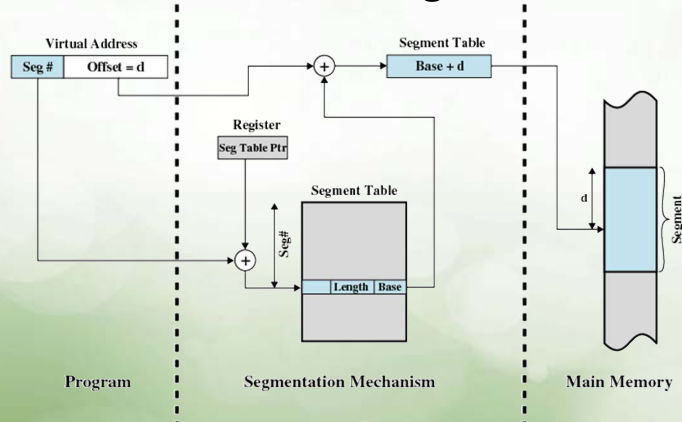 Virtual Address
Seg #
Offset = d
Segment Table
Base + d
Register
Seg Table Ptr
Segment Table
Seg#
Length
Base
d
Segment
Program
Segmentation Mechanism
Main Memory